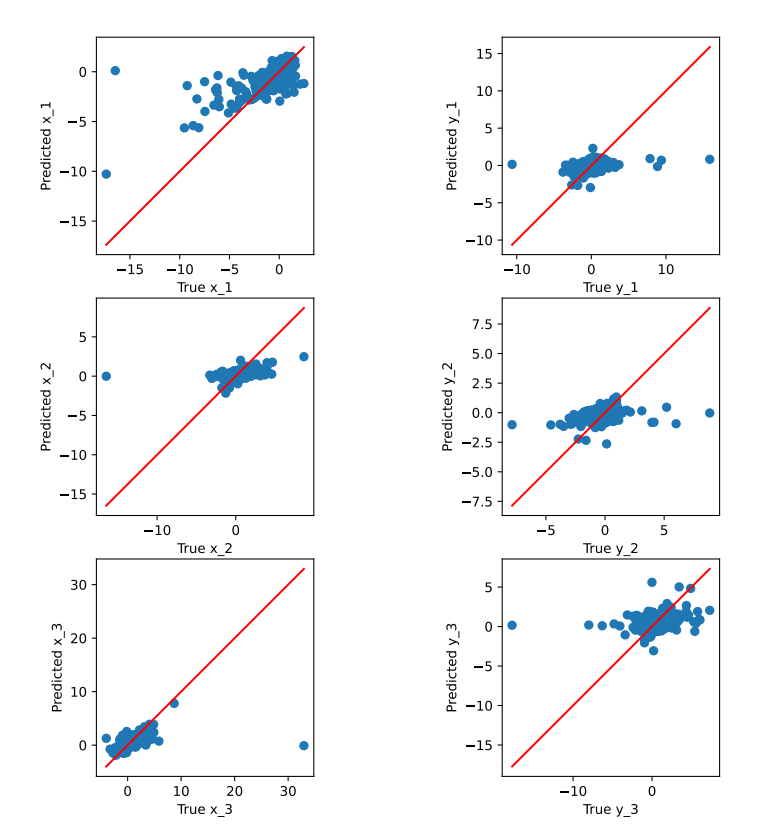 0
−5
−10
−15
Predicted x_1
−15 −10 −5 0
True x_1
15
10
5
0
−5
−10
Predicted y_1
−10 0 10
True y_1
5
0
−5
−10
−15
Predicted x_2
−10 0
True x_2
7.5
5.0
2.5
0.0
−2.5
−5.0
−7.5
Predicted y_2
−5 0 5
True y_2
30
20
10
0
Predicted x_3
0 10 20 30
True x_3
5
0
−5
−10
−15
Predicted y_3
−10 0
True y_3